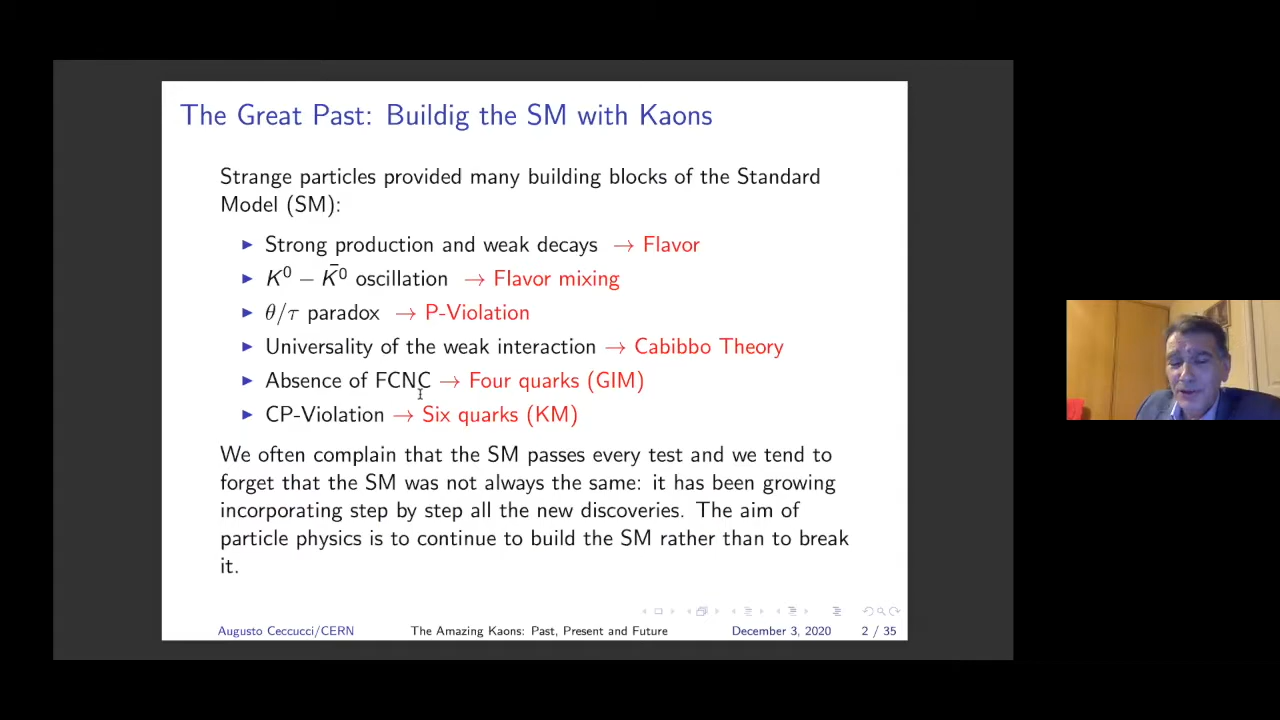 The Great Past: Buildig the SM with Kaons
Strange particles provided many building blocks of the Standard
Model (SM):
▶ Strong production and weak decays → Flavor
▶ K⁰ − K̄⁰ oscillation → Flavor mixing
▶ θ/τ paradox → P-Violation
▶ Universality of the weak interaction → Cabibbo Theory
▶ Absence of FCNC → Four quarks (GIM)
▶ CP-Violation → Six quarks (KM)
We often complain that the SM passes every test and we tend to
forget that the SM was not always the same: it has been growing
incorporating step by step all the new discoveries. The aim of
particle physics is to continue to build the SM rather than to break
it.
Augusto Ceccucci/CERN The Amazing Kaons: Past, Present and Future December 3, 2020 2 / 35